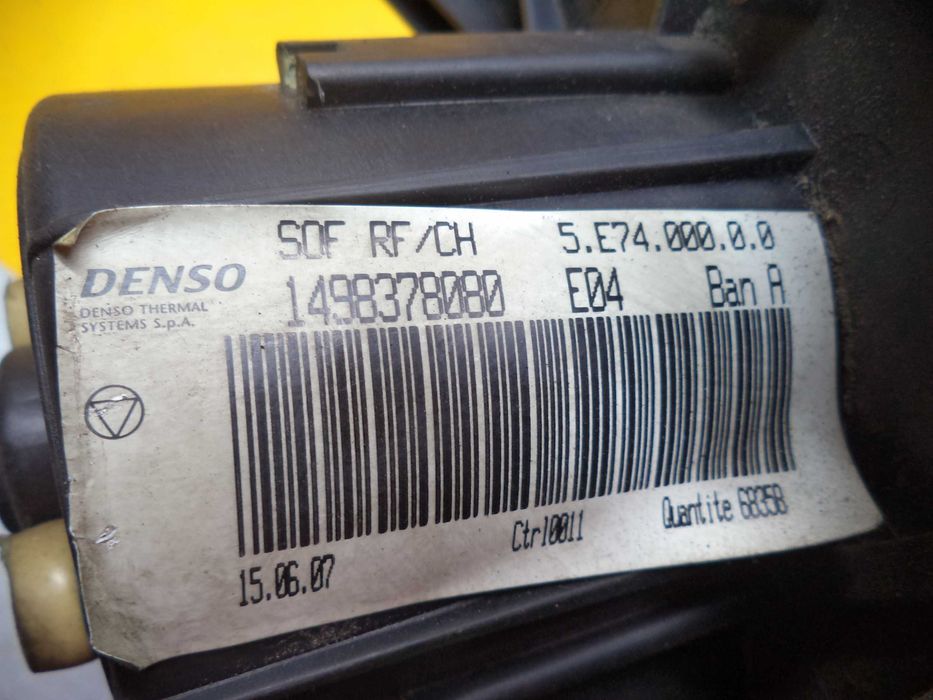 SOF RF/CH 5.E74.000.0.0
DENSO
1498378080 E04 Ban A
DENSO THERMAL
SYSTEMS S.p.A.
Ctrl0011 Quantite 68358
15.06.07